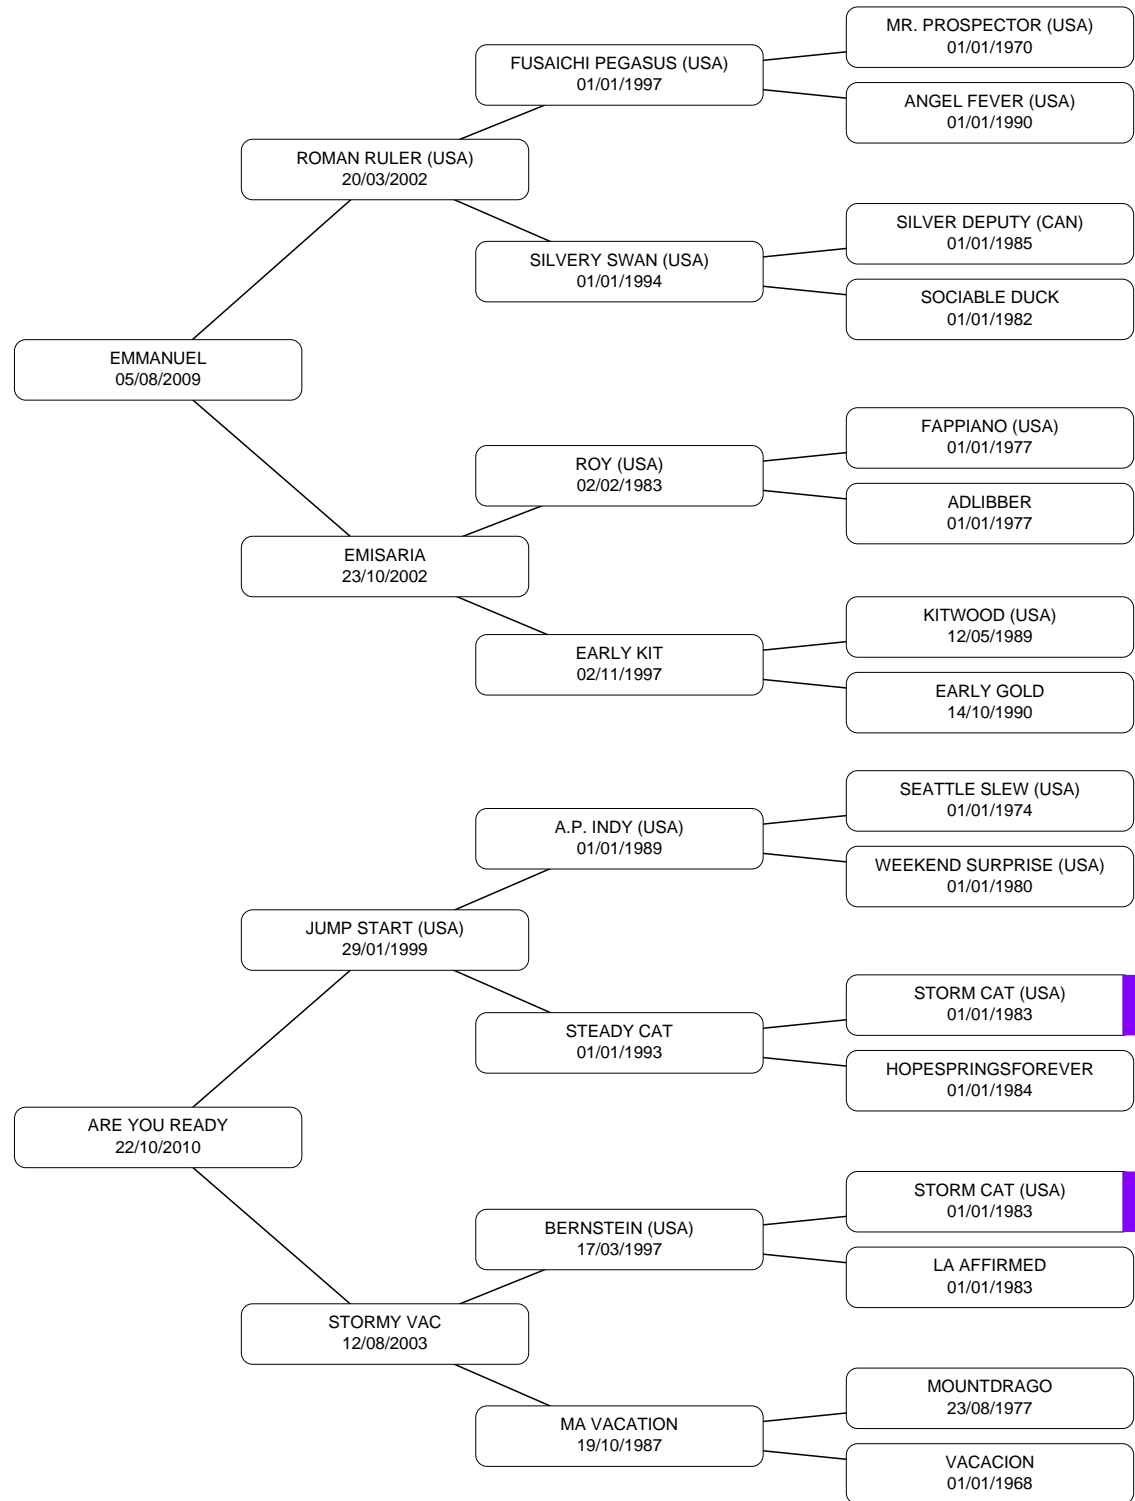 MR. PROSPECTOR (USA)
01/01/1970
FUSAICHI PEGASUS (USA)
01/01/1997
ANGEL FEVER (USA)
01/01/1990
ROMAN RULER (USA)
20/03/2002
SILVER DEPUTY (CAN)
01/01/1985
SILVERY SWAN (USA)
01/01/1994
SOCIABLE DUCK
01/01/1982
EMMANUEL
05/08/2009
FAPPIANO (USA)
01/01/1977
ROY (USA)
02/02/1983
ADLIBBER
01/01/1977
EMISARIA
23/10/2002
KITWOOD (USA)
12/05/1989
EARLY KIT
02/11/1997
EARLY GOLD
14/10/1990
SEATTLE SLEW (USA)
01/01/1974
A.P. INDY (USA)
01/01/1989
WEEKEND SURPRISE (USA)
01/01/1980
JUMP START (USA)
29/01/1999
STORM CAT (USA)
01/01/1983
STEADY CAT
01/01/1993
HOPESPRINGSFOREVER
01/01/1984
ARE YOU READY
22/10/2010
STORM CAT (USA)
01/01/1983
BERNSTEIN (USA)
17/03/1997
LA AFFIRMED
01/01/1983
STORMY VAC
12/08/2003
MOUNTDRAGO
23/08/1977
MA VACATION
19/10/1987
VACACION
01/01/1968